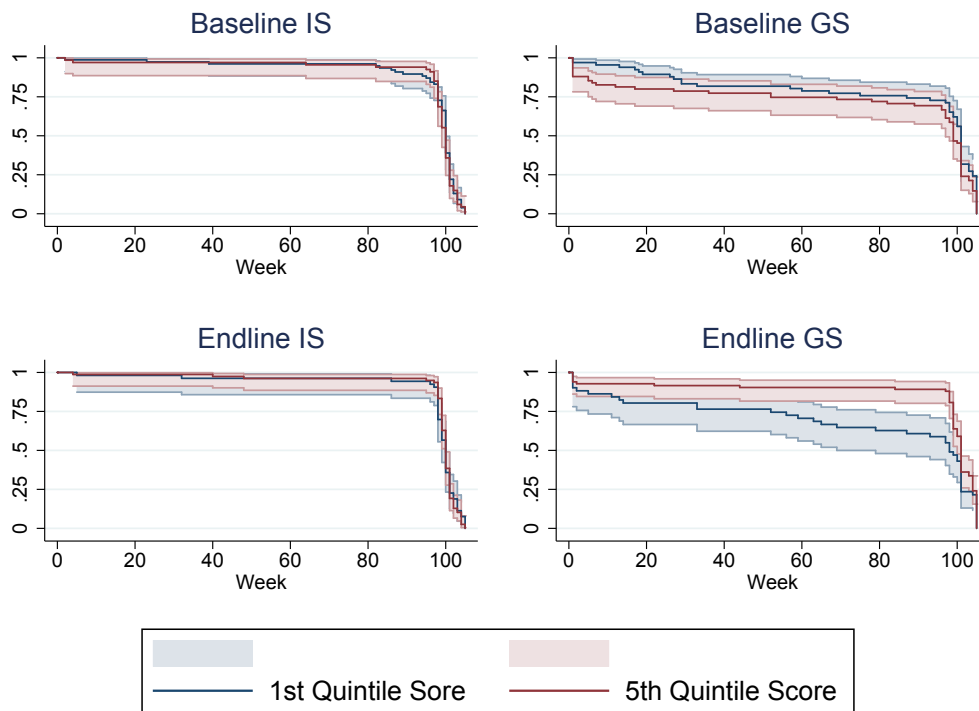 Baseline IS
Baseline GS
1
.75
.5
.25
0
0 20 40 60 80 100
Week
1
.75
.5
.25
0
0 20 40 60 80 100
Week
Endline IS
Endline GS
1
.75
.5
.25
0
0 20 40 60 80 100
Week
1
.75
.5
.25
0
0 20 40 60 80 100
Week
1st Quintile Sore
5th Quintile Score